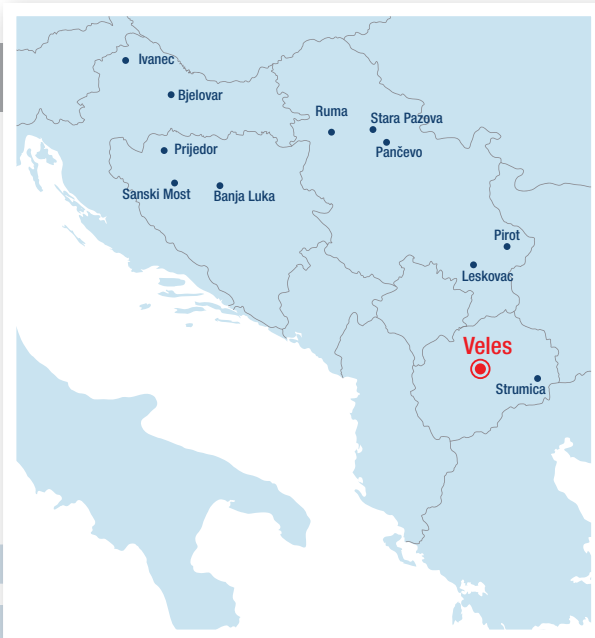 Ivanec
Bjelovar
Ruma
Stara Pazova
Pančevo
Prijedor
Sanski Most
Banja Luka
Pirot
Leskovac
Veles
Strumica